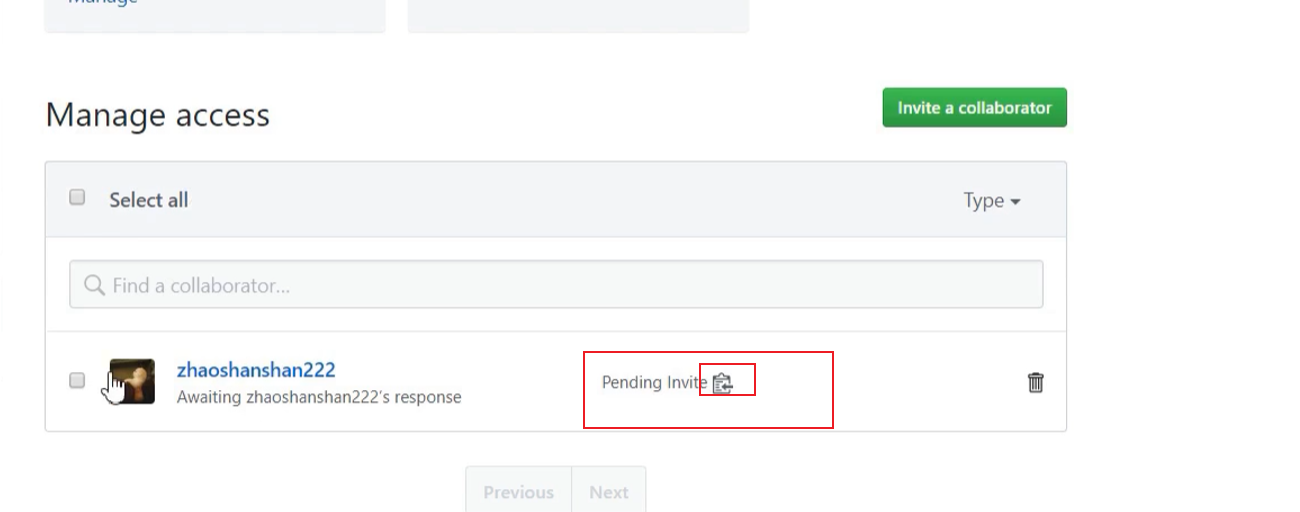 Manage
Manage access
Invite a collaborator
Select all
Type
Find a collaborator...
zhaoshanshan222
Pending Invite
Awaiting zhaoshanshan222's response
Previous
Next